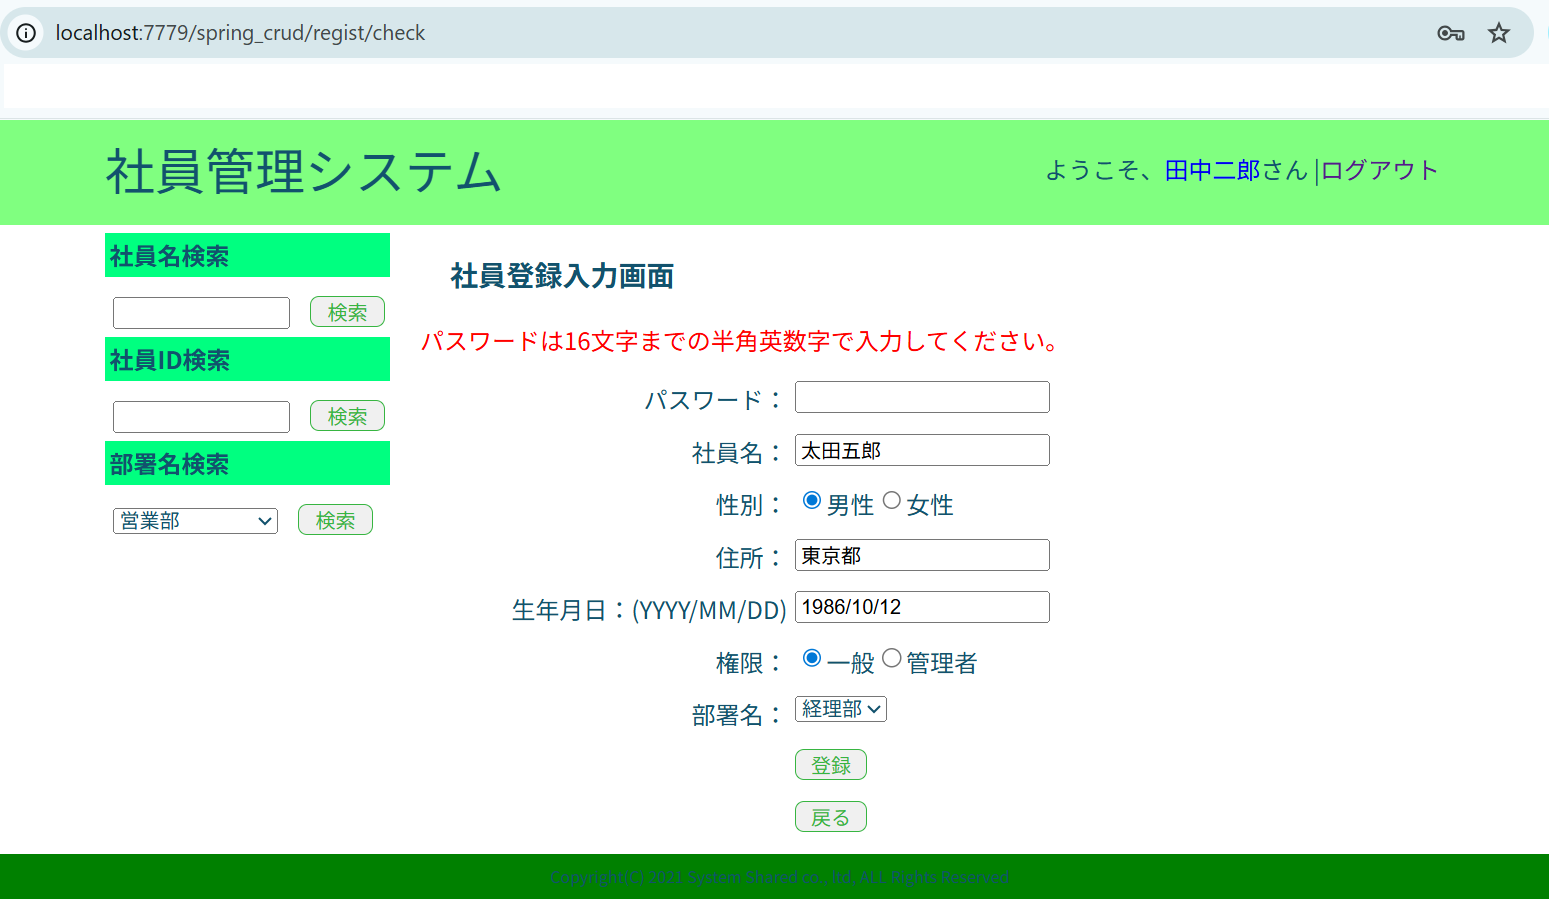 localhost:7779/spring_crud/regist/check
社員管理システム
ようこそ、田中二郎さん |ログアウト
社員名検索
検索
社員ID検索
検索
部署名検索
営業部 検索
社員登録入力画面
パスワードは16文字までの半角英数字で入力してください。
パスワード：
社員名： 太田五郎
性別： 男性 女性
住所： 東京都
生年月日：(YYYY/MM/DD) 1986/10/12
権限： 一般 管理者
部署名： 経理部
登録
戻る
Copyright(C) 2021 System Shared co., ltd, ALL Rights Reserved